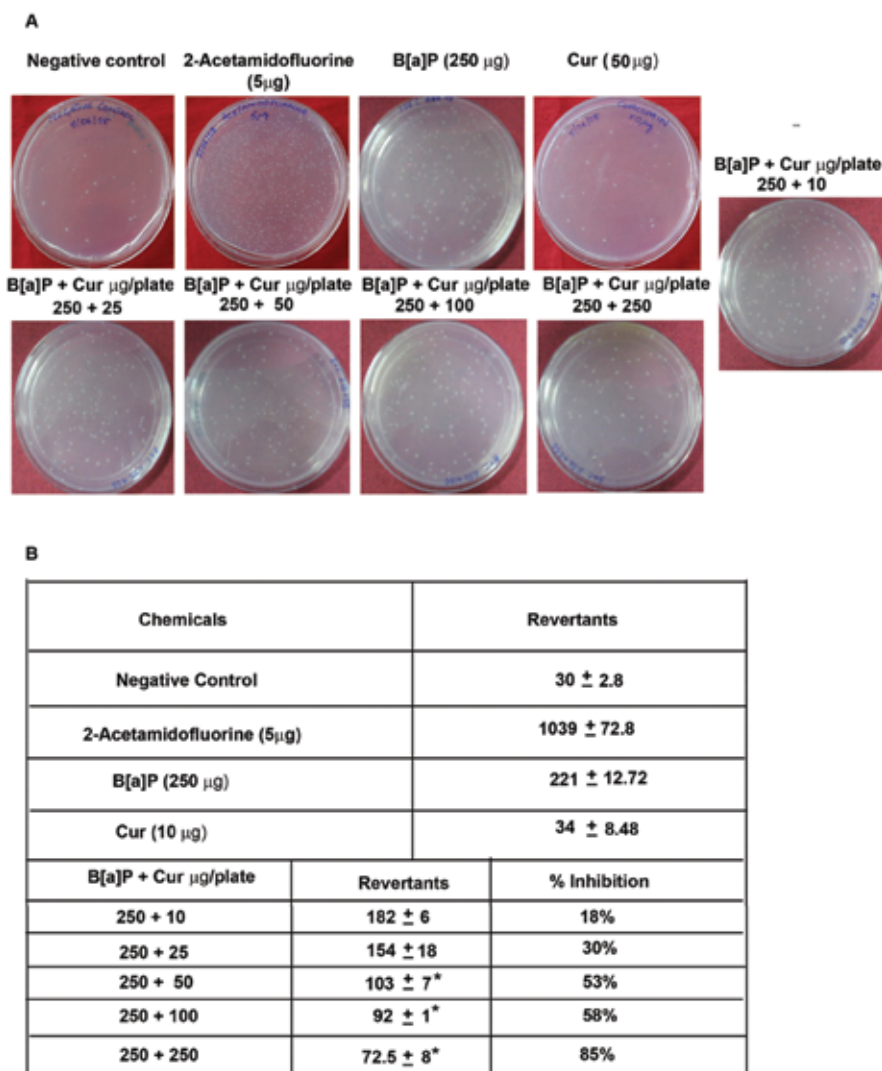 A
Negative control
2-Acetamidofluorine
(5μg)
B[a]P (250 μg)
Cur (50μg)
B[a]P + Cur μg/plate
250 + 10
B[a]P + Cur μg/plate
250 + 25
B[a]P + Cur μg/plate
250 + 50
B[a]P + Cur μg/plate
250 + 100
B[a]P + Cur μg/plate
250 + 250
B
Chemicals Revertants
Negative Control 30 ± 2.8
2-Acetamidofluorine (5μg) 1039 ± 72.8
B[a]P (250 μg) 221 ± 12.72
Cur (10 μg) 34 ± 8.48
B[a]P + Cur μg/plate Revertants % Inhibition
250 + 10 182 ± 6 18%
250 + 25 154 ± 18 30%
250 + 50 103 ± 7* 53%
250 + 100 92 ± 1* 58%
250 + 250 72.5 ± 8* 85%